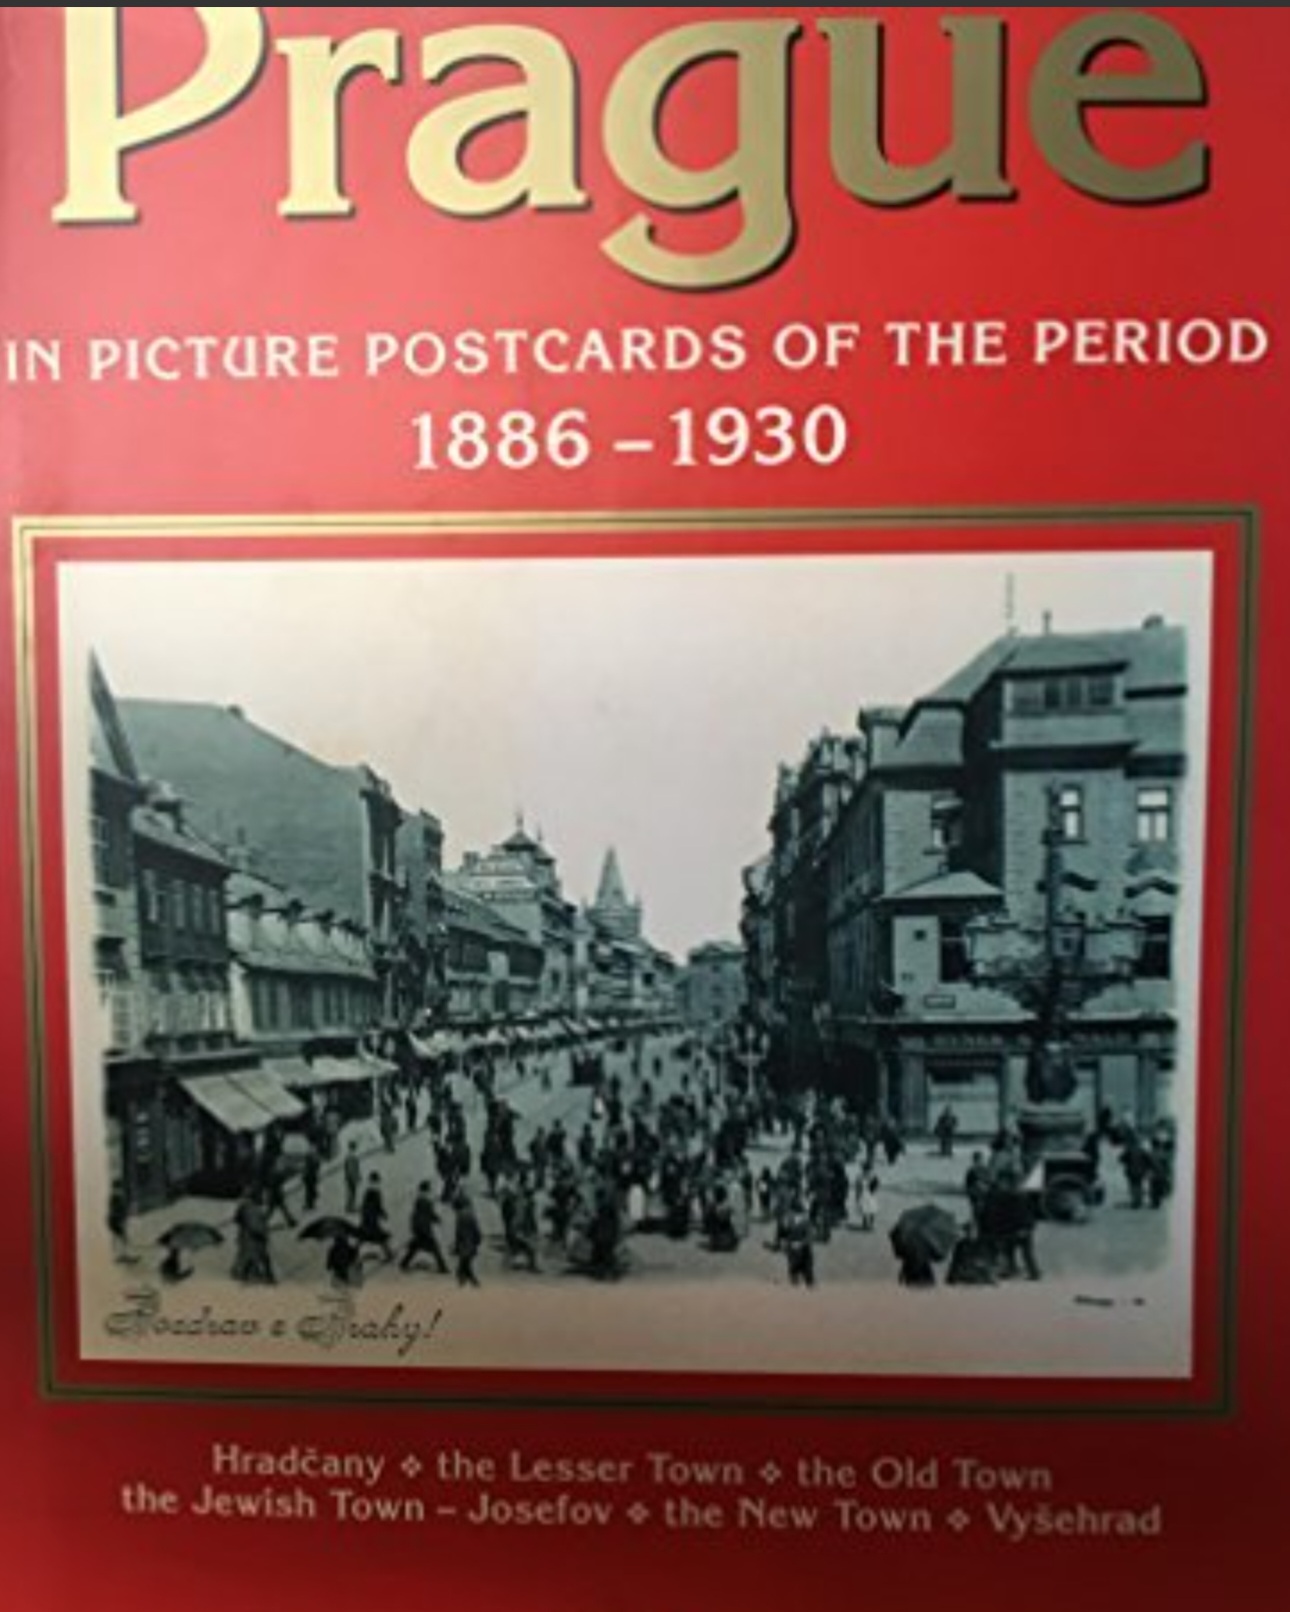 Prague
IN PICTURE POSTCARDS OF THE PERIOD
1886 – 1930
Pozdrav z Prahy!
Hradčany ❖ the Lesser Town ❖ the Old Town
the Jewish Town – Josefov ❖ the New Town ❖ Vyšehrad